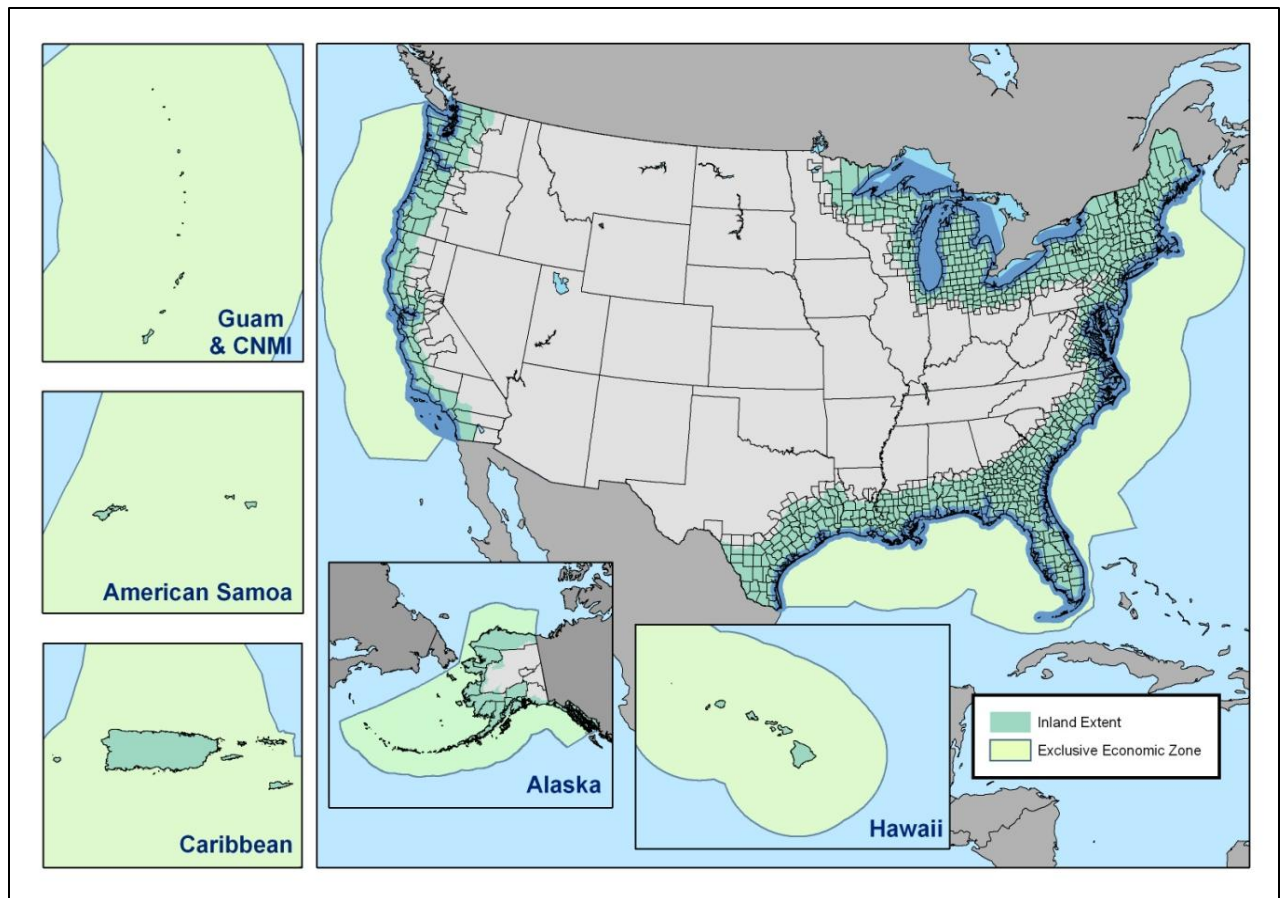 Guam
& CNMI
American Samoa
Caribbean
Alaska
Hawaii
Inland Extent
Exclusive Economic Zone